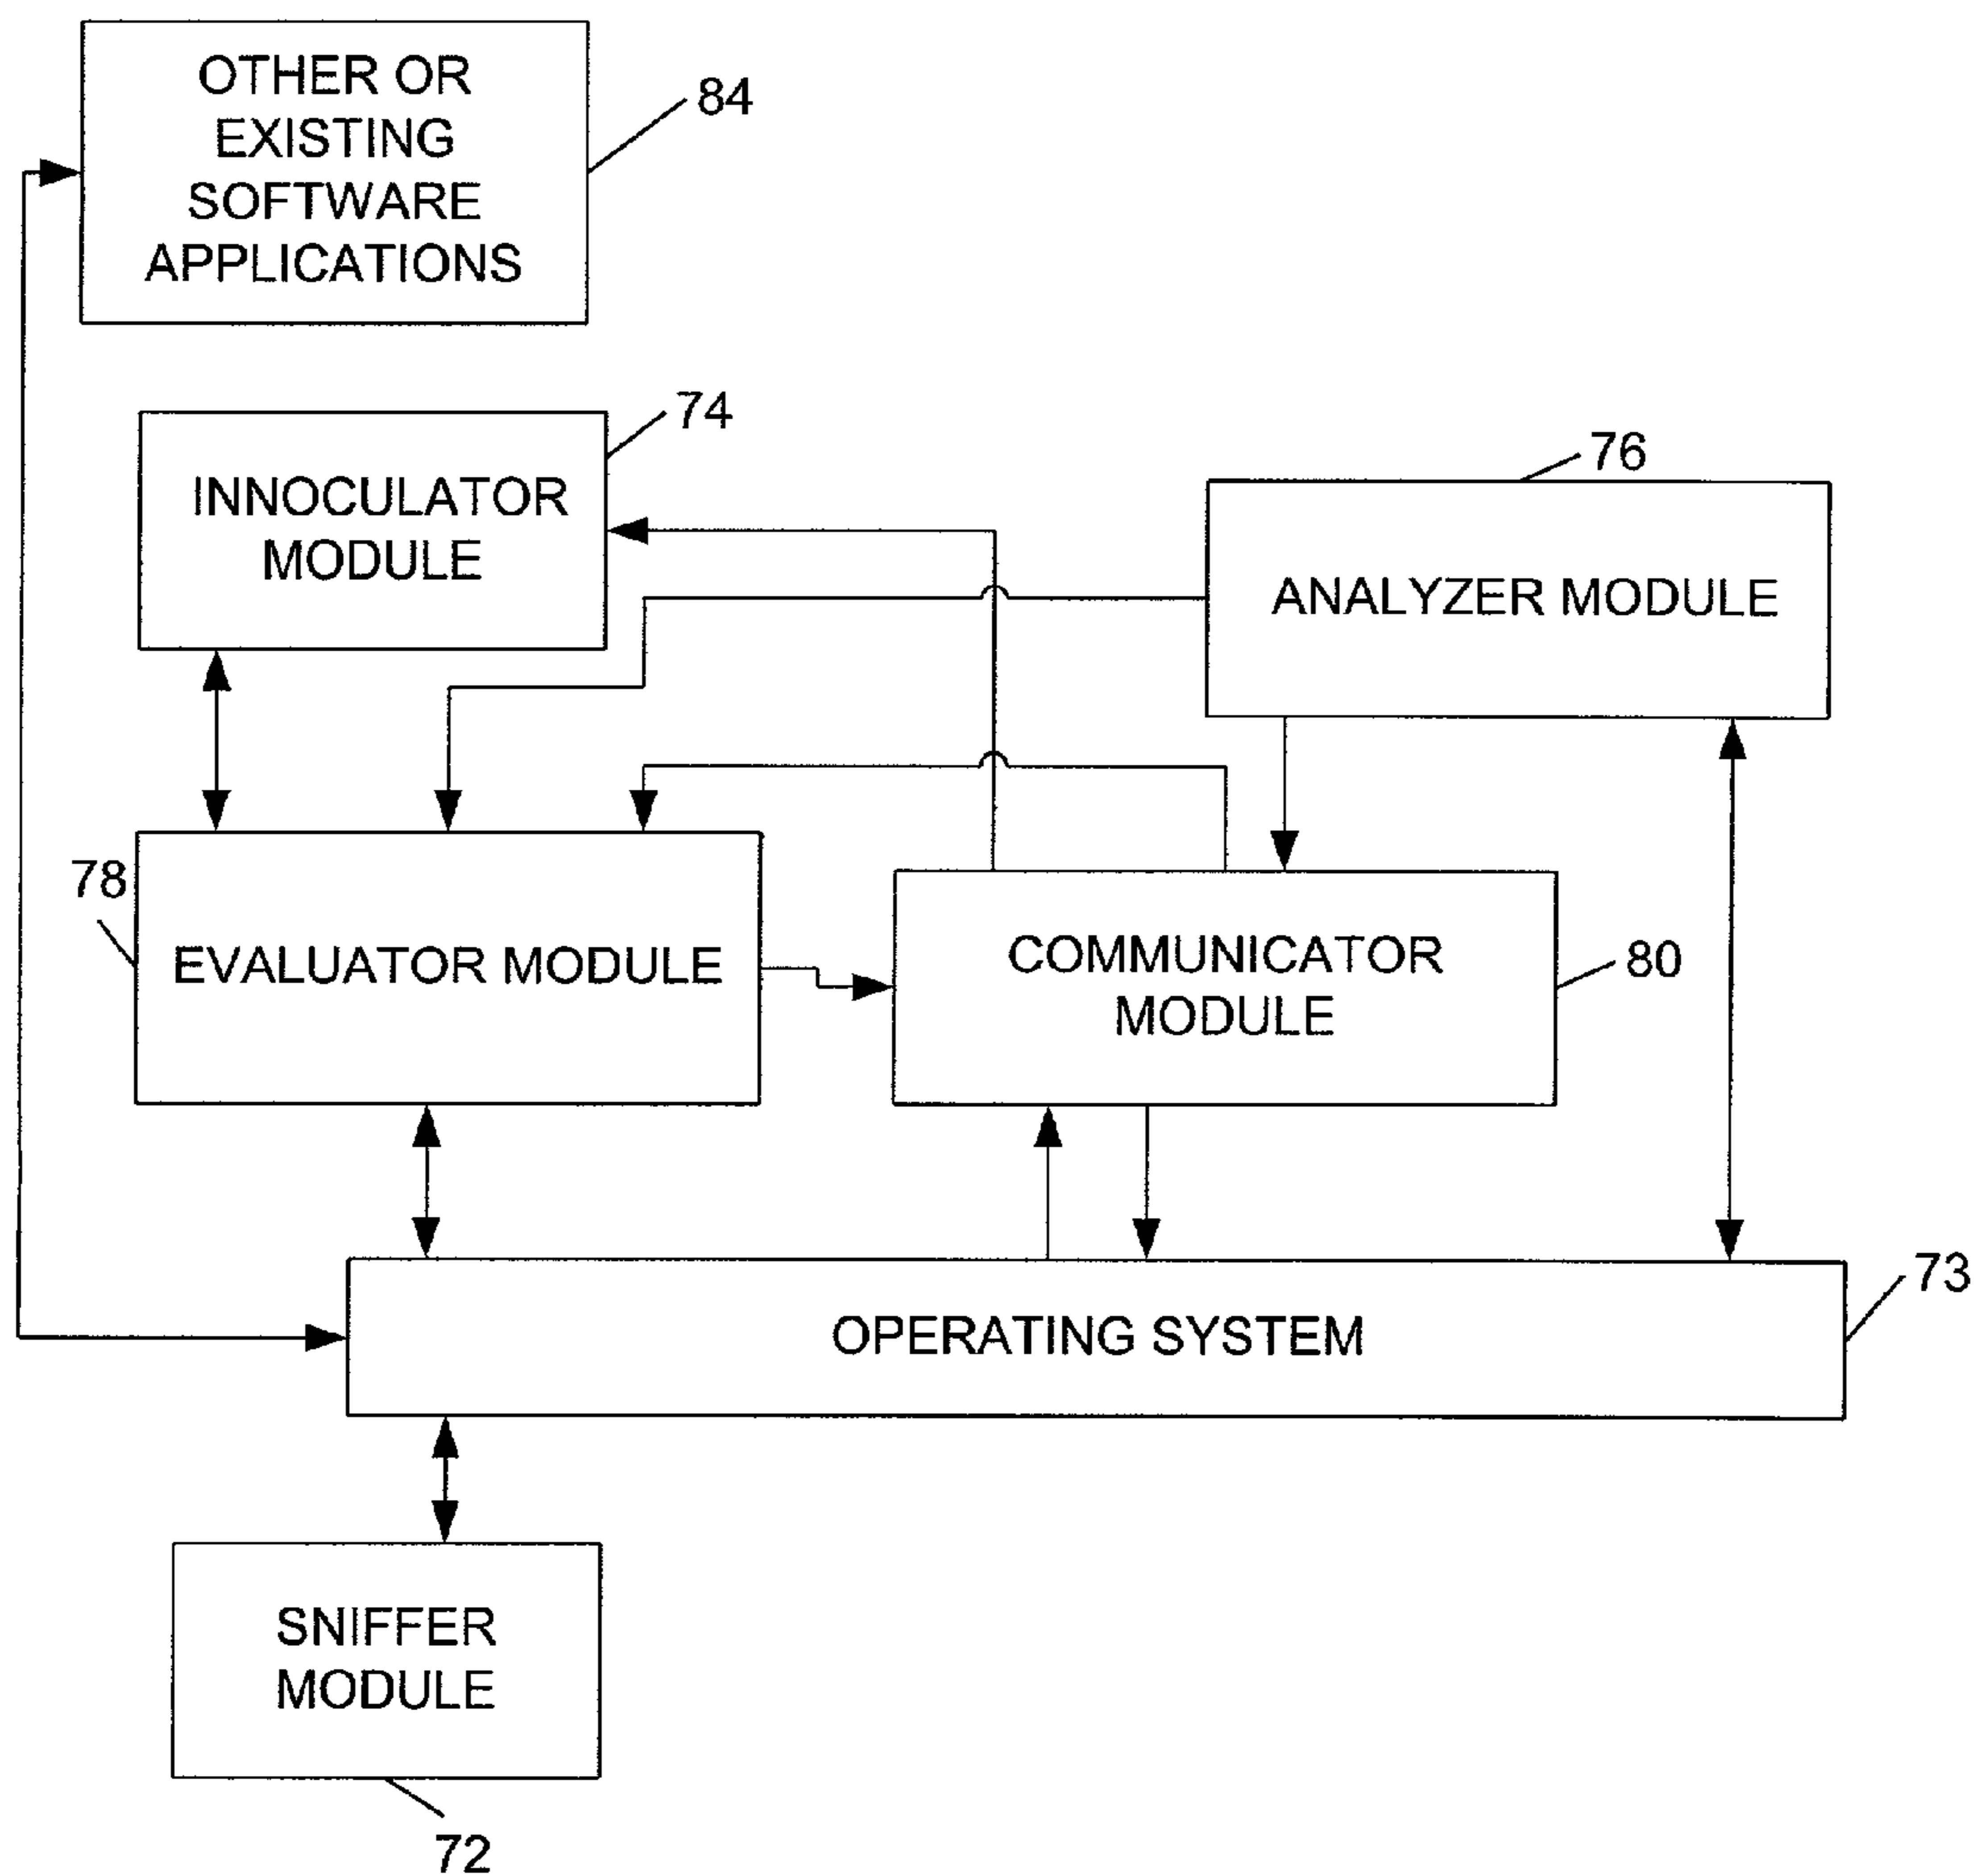 OTHER OR
EXISTING
SOFTWARE
APPLICATIONS
84
INNOCULATOR
MODULE
74
ANALYZER MODULE
76
EVALUATOR MODULE
78
COMMUNICATOR
MODULE
80
OPERATING SYSTEM
73
SNIFFER
MODULE
72